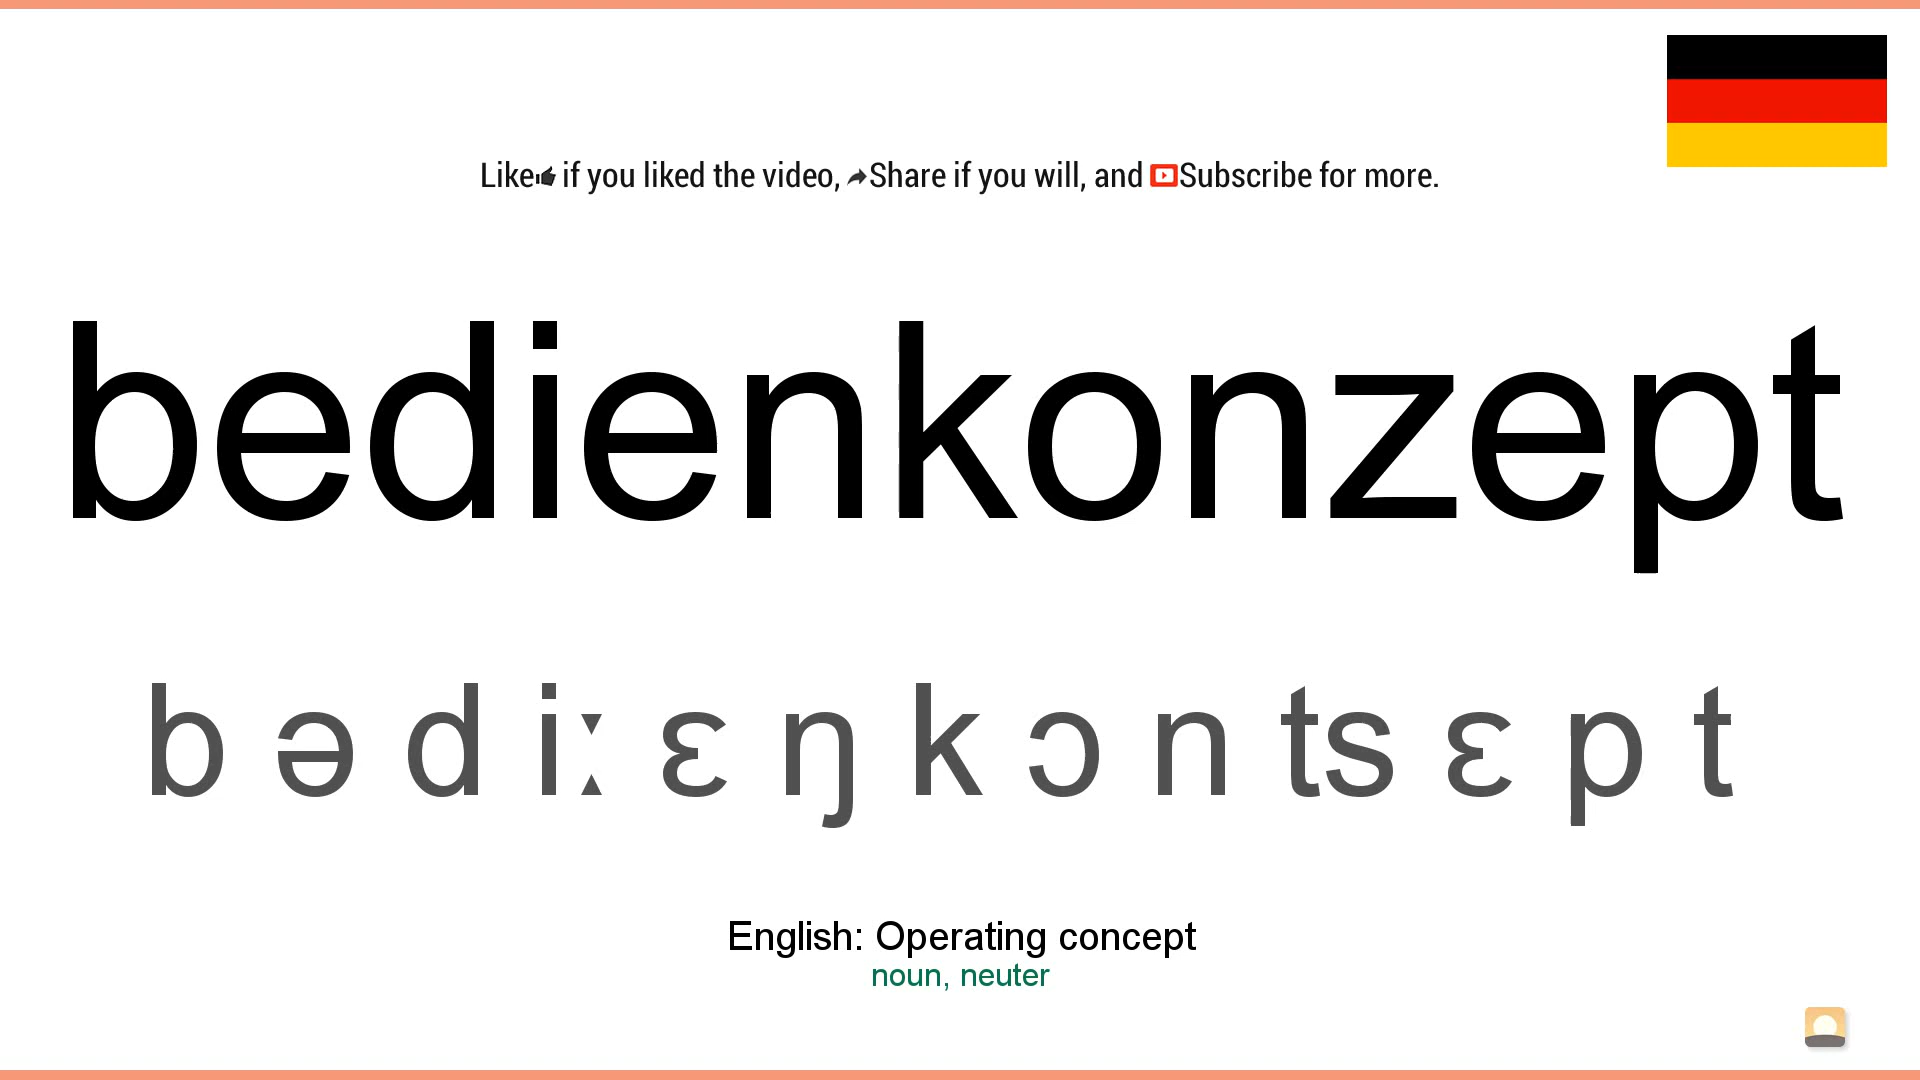 Like if you liked the video, Share if you will, and Subscribe for more.
bedienkonzept
b ə d iː ɛ ŋ k ɔ n ʦ ɛ p t
English: Operating concept
noun, neuter